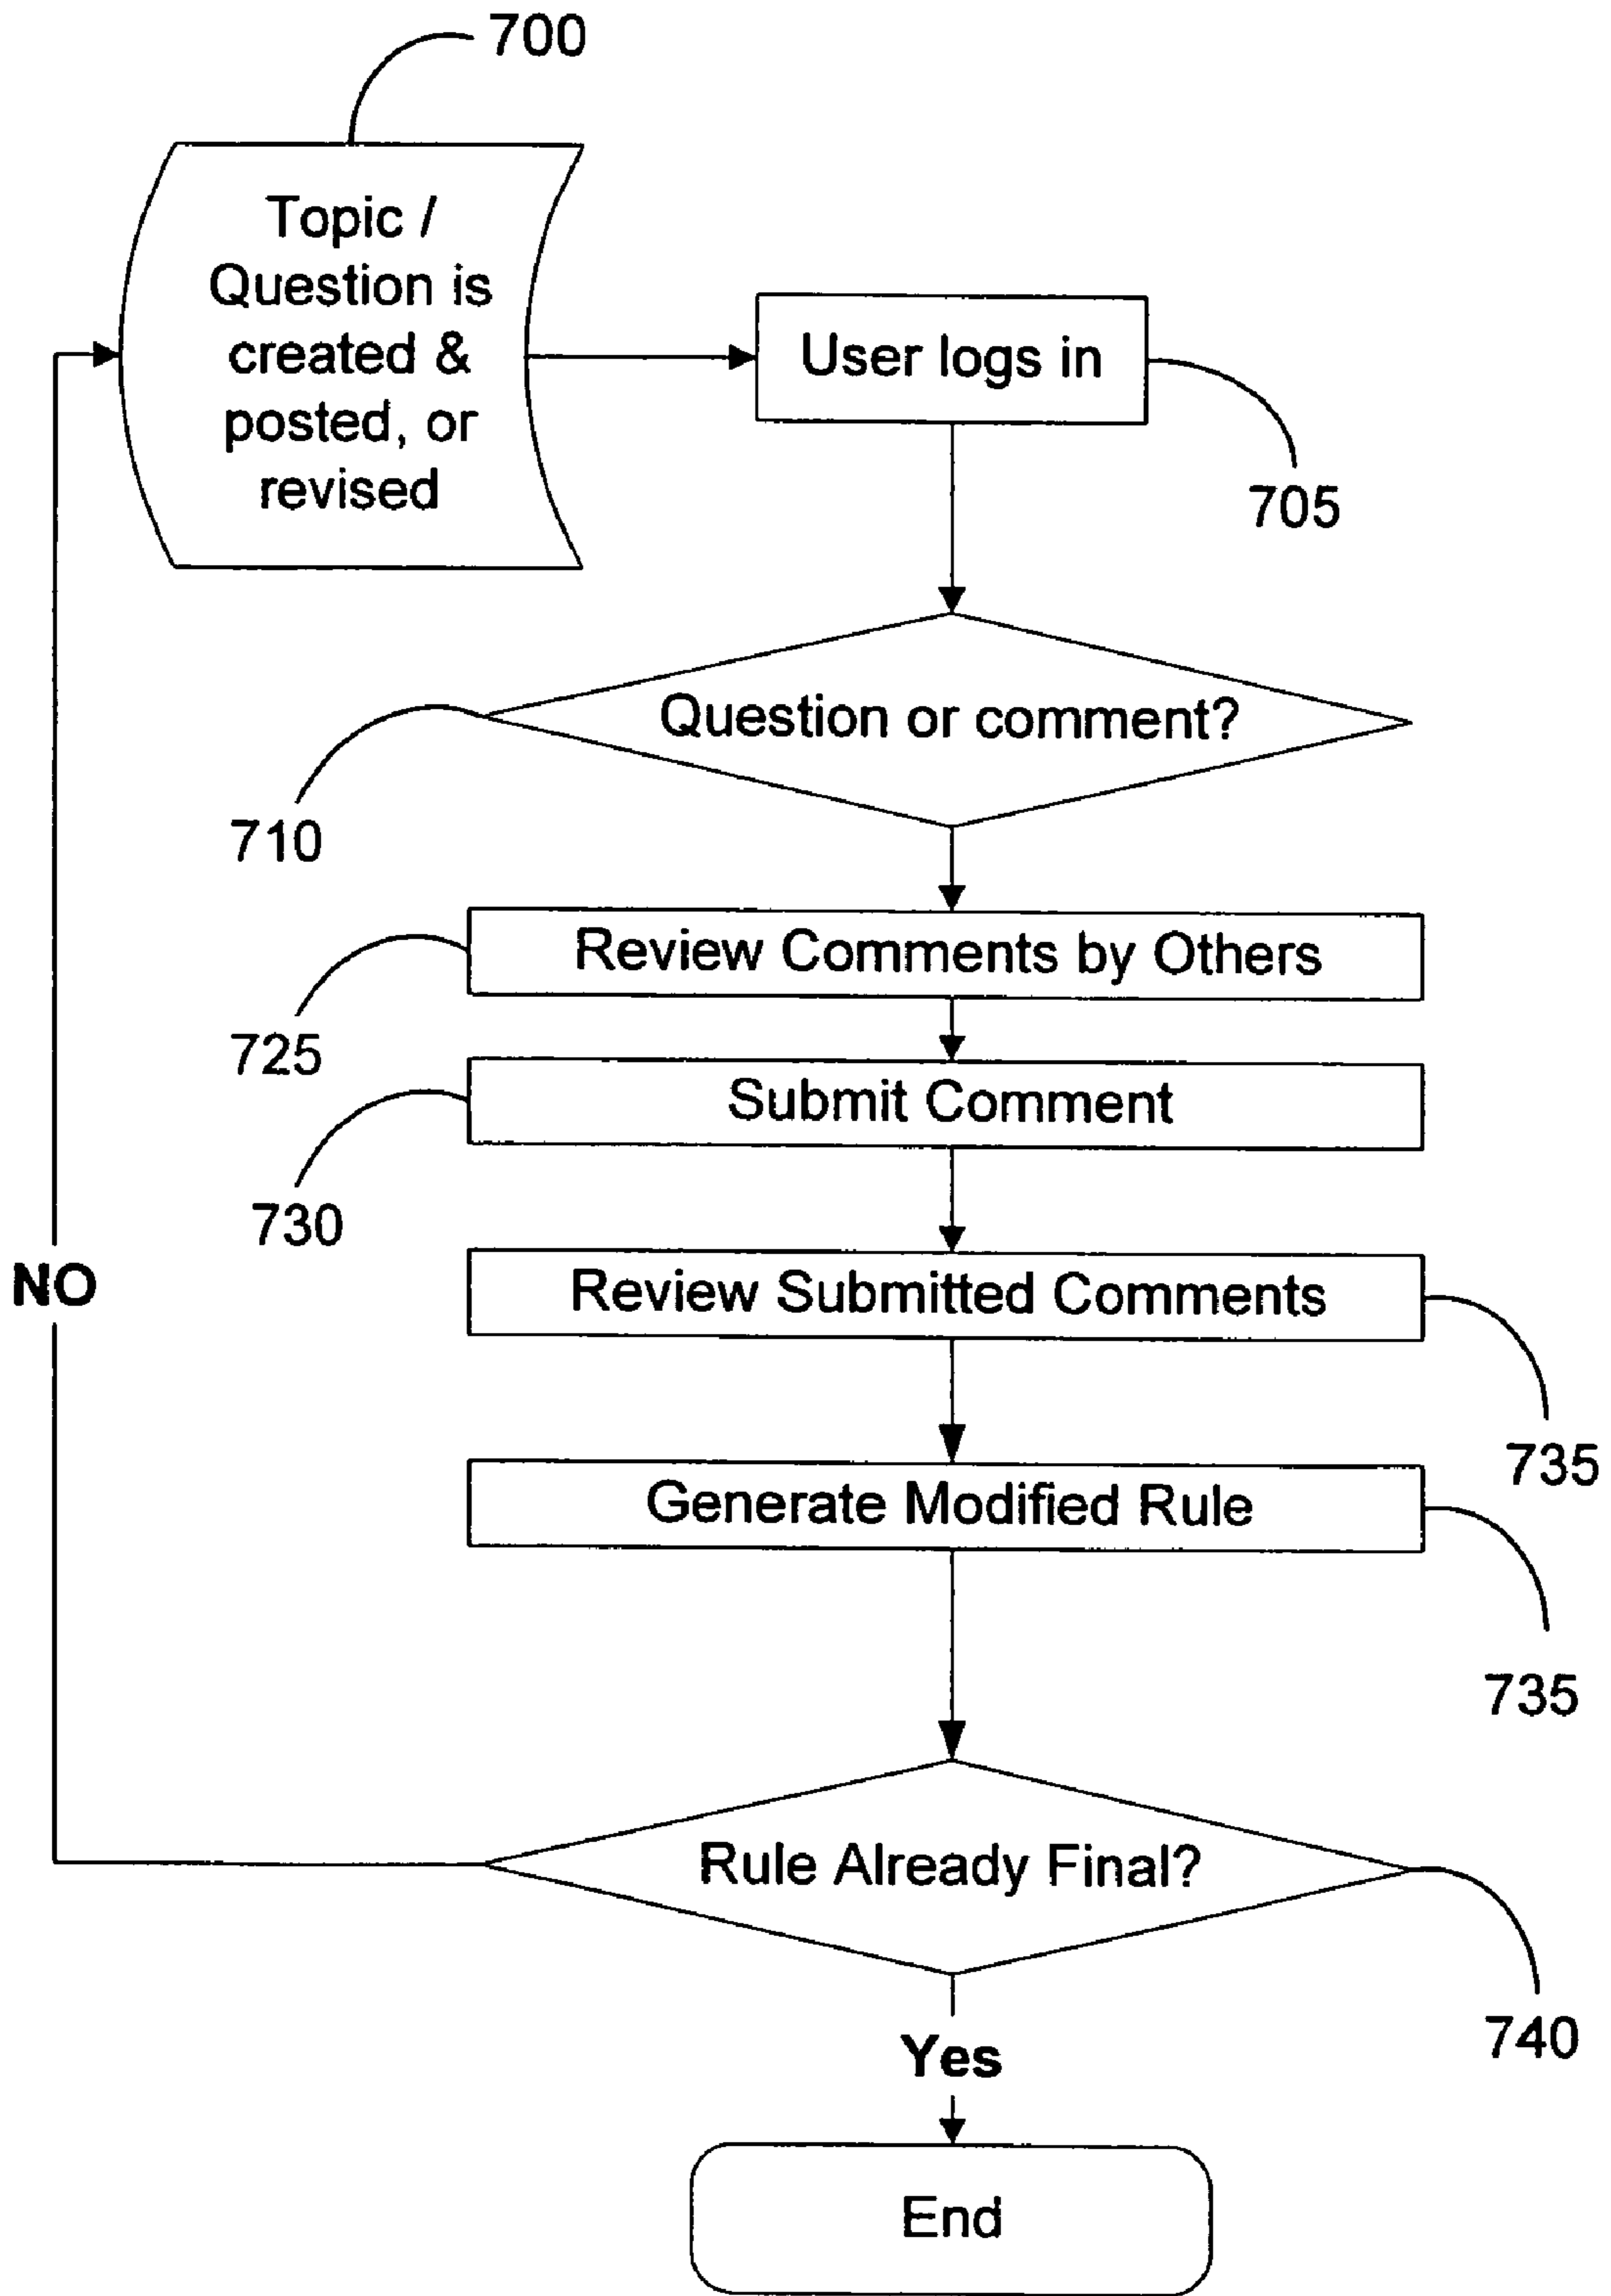 700
Topic /
Question is
created &
posted, or
revised
User logs in
705
Question or comment?
710
Review Comments by Others
725
Submit Comment
730
NO
Review Submitted Comments
735
Generate Modified Rule
735
Rule Already Final?
740
Yes
End